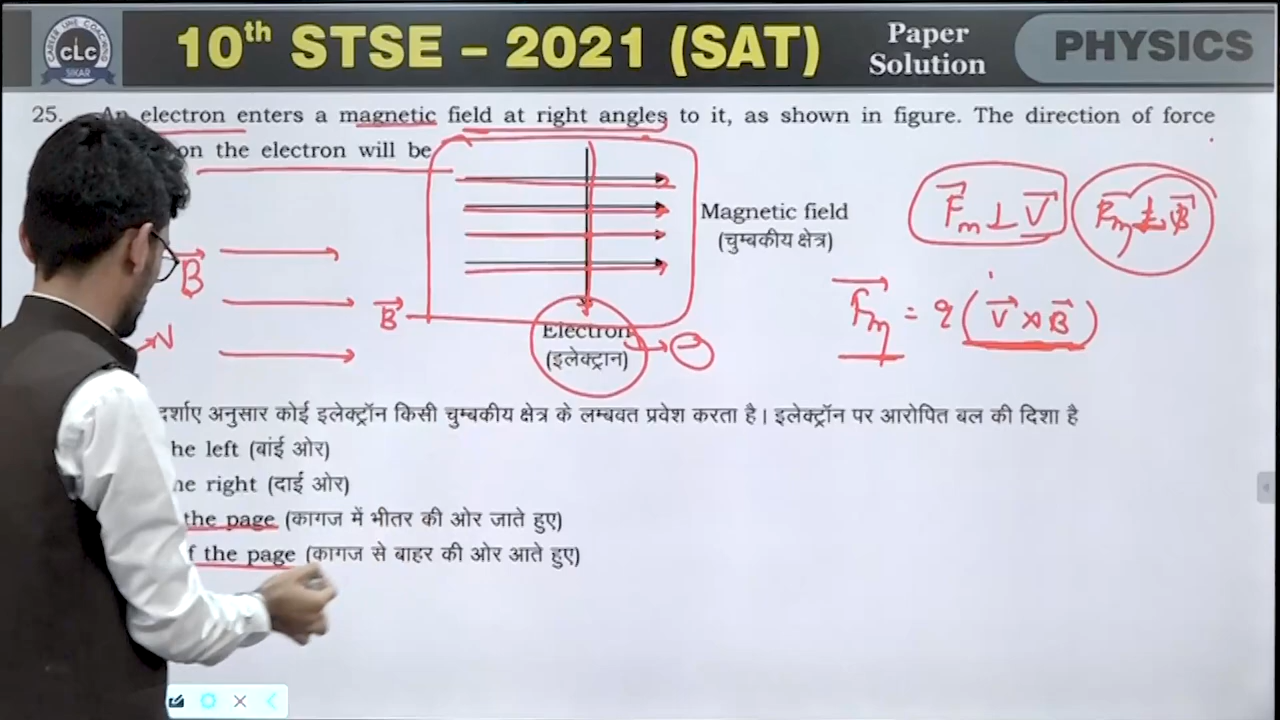 CAREER LINE COACHING
CLC
SIKAR
10th STSE – 2021 (SAT)
Paper
Solution
PHYSICS
25. An electron enters a magnetic field at right angles to it, as shown in figure. The direction of force
on the electron will be
Magnetic field
(चुम्बकीय क्षेत्र)
Electron
(इलेक्ट्रान)
B
N
B
Fm ⊥ V
Fm ⊥ B
Fm = q (V × B)
दर्शाए अनुसार कोई इलेक्ट्रॉन किसी चुम्बकीय क्षेत्र के लम्बवत प्रवेश करता है। इलेक्ट्रॉन पर आरोपित बल की दिशा है
he left (बांई ओर)
he right (दाईं ओर)
the page (कागज में भीतर की ओर जाते हुए)
f the page (कागज से बाहर की ओर आते हुए)